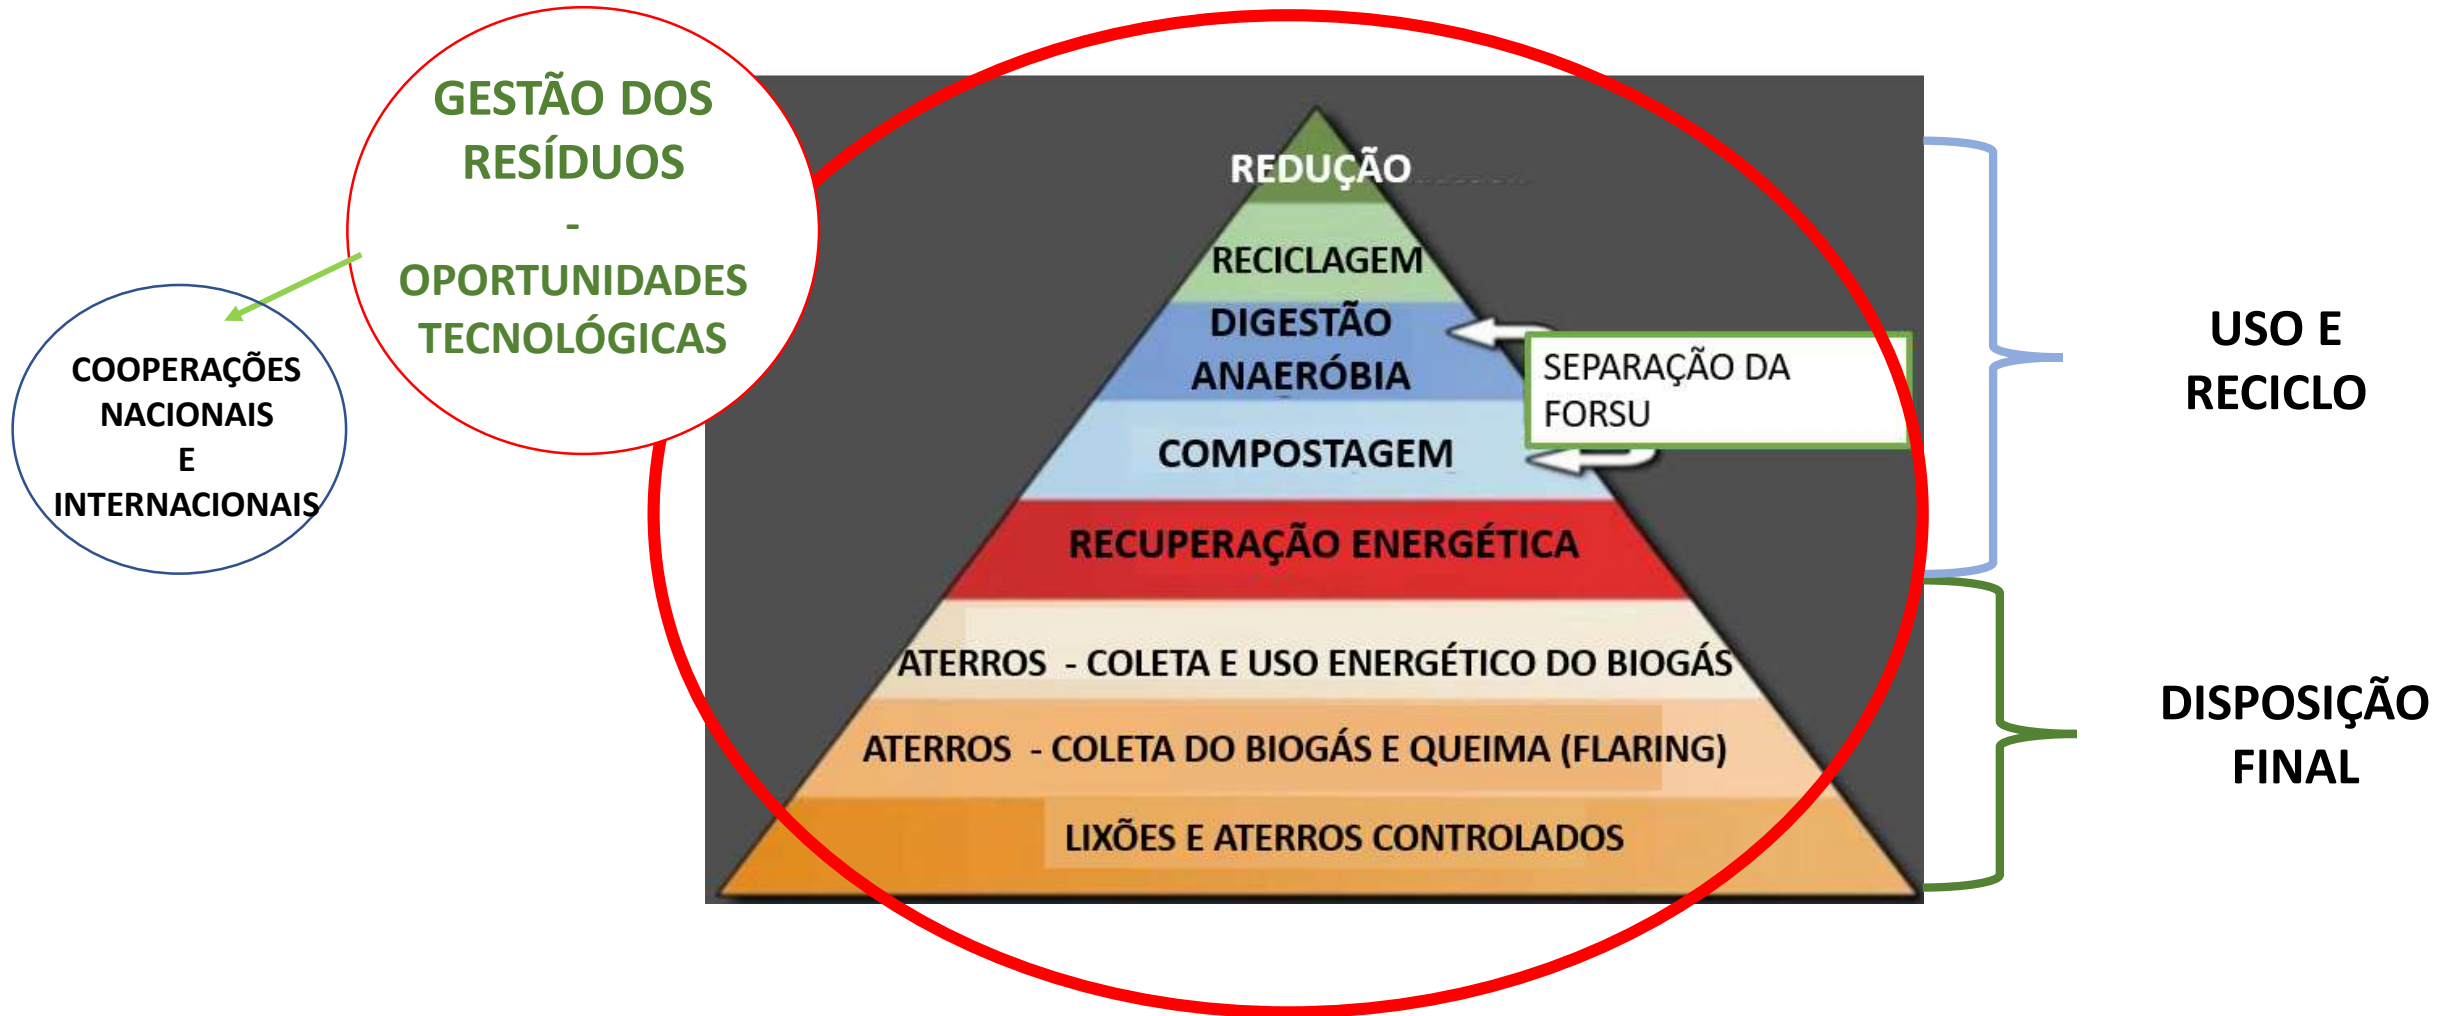 GESTÃO DOS
RESÍDUOS
-
OPORTUNIDADES
TECNOLÓGICAS
COOPERAÇÕES
NACIONAIS
E
INTERNACIONAIS
REDUÇÃO
RECICLAGEM
DIGESTÃO
ANAERÓBIA
COMPOSTAGEM
SEPARAÇÃO DA
FORSU
RECUPERAÇÃO ENERGÉTICA
ATERROS - COLETA E USO ENERGÉTICO DO BIOGÁS
ATERROS - COLETA DO BIOGÁS E QUEIMA (FLARING)
LIXÕES E ATERROS CONTROLADOS
USO E
RECICLO
DISPOSIÇÃO
FINAL